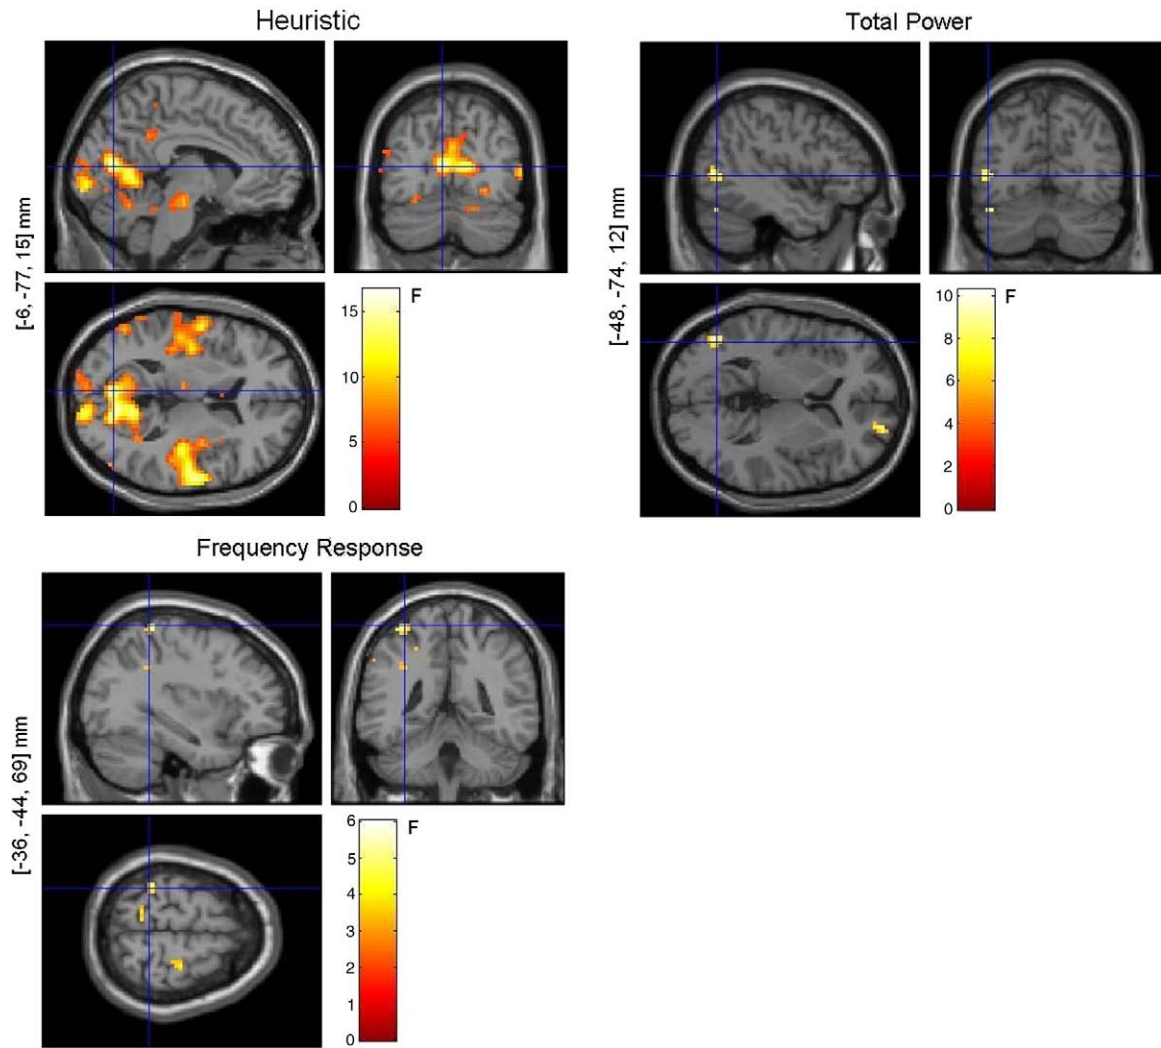 Heuristic
[-6, -77, 15] mm
F
15
10
5
0
Total Power
[-48, -74, 12] mm
F
10
8
6
4
2
0
Frequency Response
[-36, -44, 69] mm
F
6
5
4
3
2
1
0